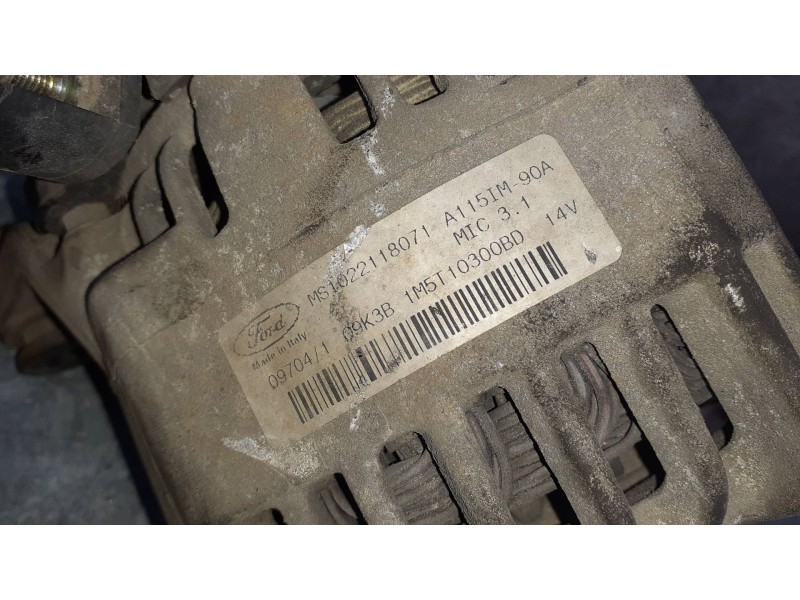 MS1022118071 A115IM-90A
MIC 3.1
Ford
Made in Italy
09704/1 09K3B 1M5T10300BD 14V